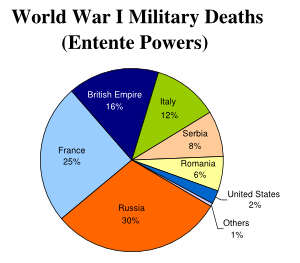 World War I Military Deaths
(Entente Powers)
British Empire
16%
Italy
12%
Serbia
8%
Romania
6%
United States
2%
Others
1%
Russia
30%
France
25%